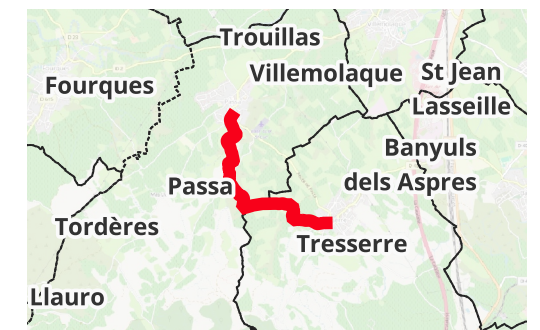 Trouillas
Villemolaque
St Jean
Lasseille
Fourques
Banyuls
dels Aspres
Passa
Tordères
Tresserre
Llauro